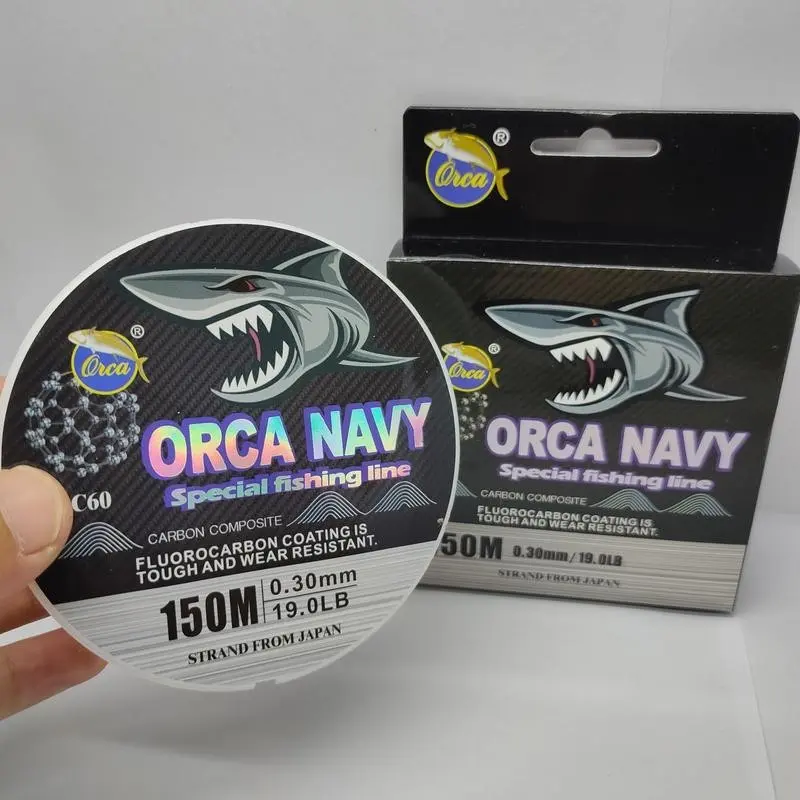 Orca ®
ORCA NAVY
Special fishing line
C60
CARBON COMPOSITE
FLUOROCARBON COATING IS
TOUGH AND WEAR RESISTANT.
150M
0.30mm
19.0LB
STRAND FROM JAPAN
Orca ®
Orca ®
ORCA NAVY
Special fishing line
CARBON COMPOSITE
FLUOROCARBON COATING IS
TOUGH AND WEAR RESISTANT.
50M 0.30mm/19.0LB
STRAND FROM JAPAN